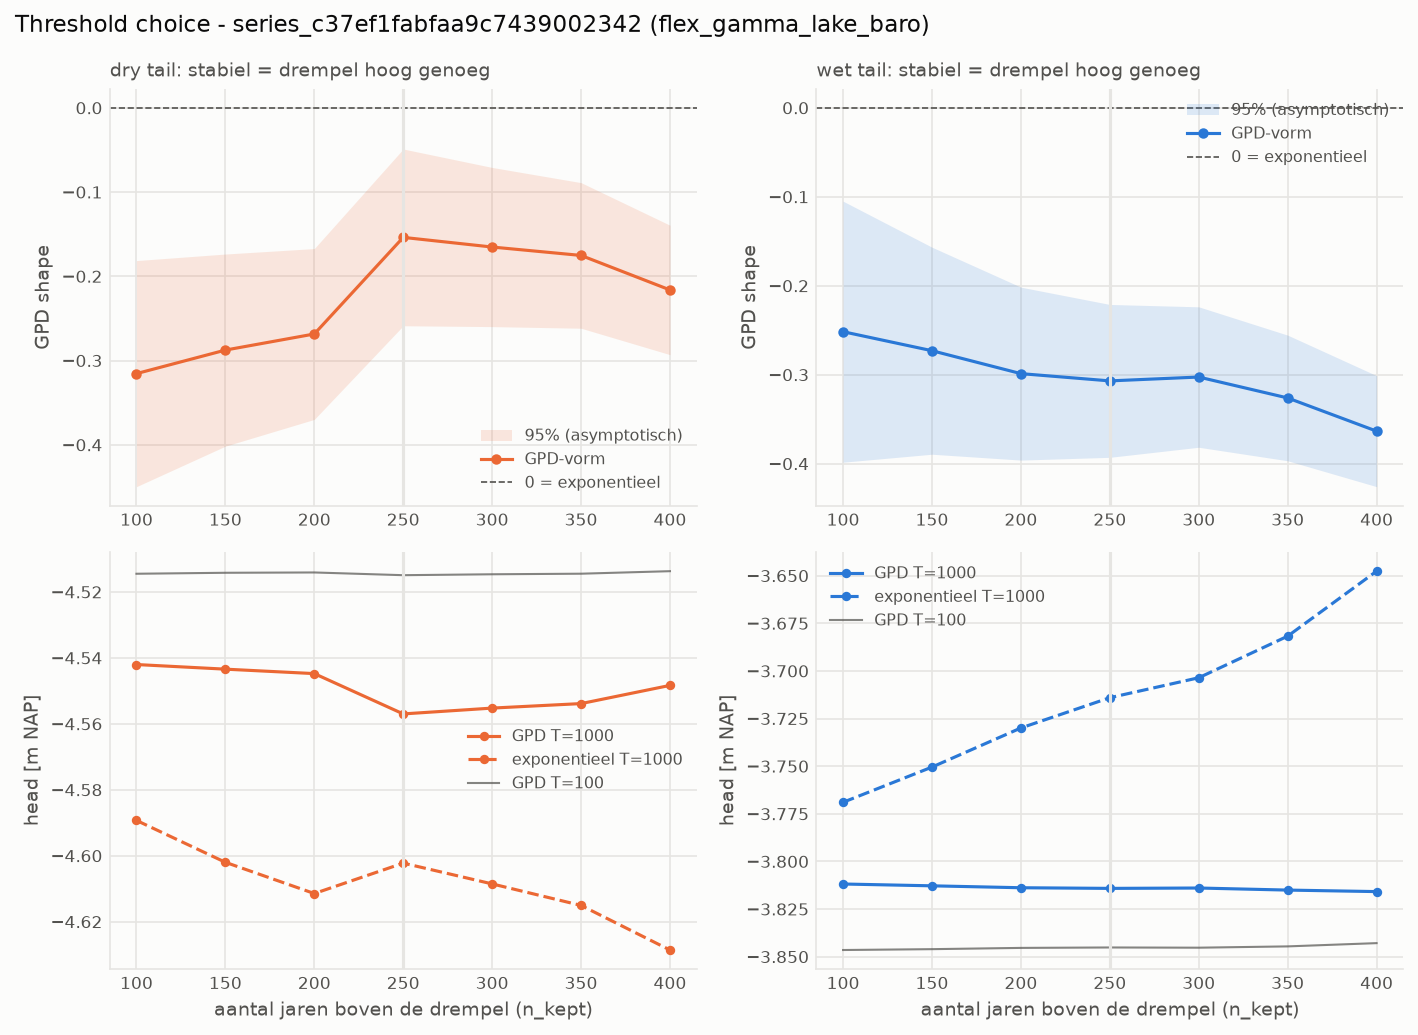 Threshold choice - series_c37ef1fabfaa9c7439002342 (flex_gamma_lake_baro)
dry tail: stabiel = drempel hoog genoeg
GPD shape
0.0
−0.1
−0.2
−0.3
−0.4
95% (asymptotisch)
GPD-vorm
0 = exponentieel
100 150 200 250 300 350 400
wet tail: stabiel = drempel hoog genoeg
GPD shape
0.0
−0.1
−0.2
−0.3
−0.4
95% (asymptotisch)
GPD-vorm
0 = exponentieel
100 150 200 250 300 350 400
head [m NAP]
−4.52
−4.54
−4.56
−4.58
−4.60
−4.62
GPD T=1000
exponentieel T=1000
GPD T=100
100 150 200 250 300 350 400
aantal jaren boven de drempel (n_kept)
head [m NAP]
−3.650
−3.675
−3.700
−3.725
−3.750
−3.775
−3.800
−3.825
−3.850
GPD T=1000
exponentieel T=1000
GPD T=100
100 150 200 250 300 350 400
aantal jaren boven de drempel (n_kept)